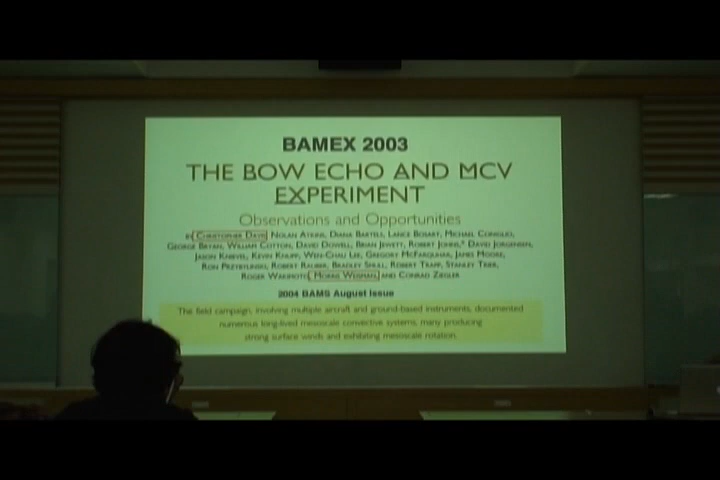 BAMEX 2003
THE BOW ECHO AND MCV
EXPERIMENT
Observations and Opportunities
BY CHRISTOPHER DAVIS, NOLAN ATKINS, DIANA BARTELS, LANCE BOSART, MICHAEL CONIGLIO,
GEORGE BRYAN, WILLIAM COTTON, DAVID DOWELL, BRIAN JEWETT, ROBERT JOHNS,* DAVID JORGENSEN,
JASON KNIEVEL, KEVIN KNUPP, WEN-CHAU LEE, GREGORY MCFARQUHAR, JAMES MOORE,
RON PRZYBYLINSKI, ROBERT RAUBER, BRADLEY SMULL, ROBERT TRAPP, STANLEY TRIER,
ROGER WAKIMOTO, MORRIS WEISMAN, AND CONRAD ZIEGLER
2004 BAMS August Issue
The field campaign, involving multiple aircraft and ground-based instruments, documented
numerous long-lived mesoscale convective systems, many producing
strong surface winds and exhibiting mesoscale rotation.